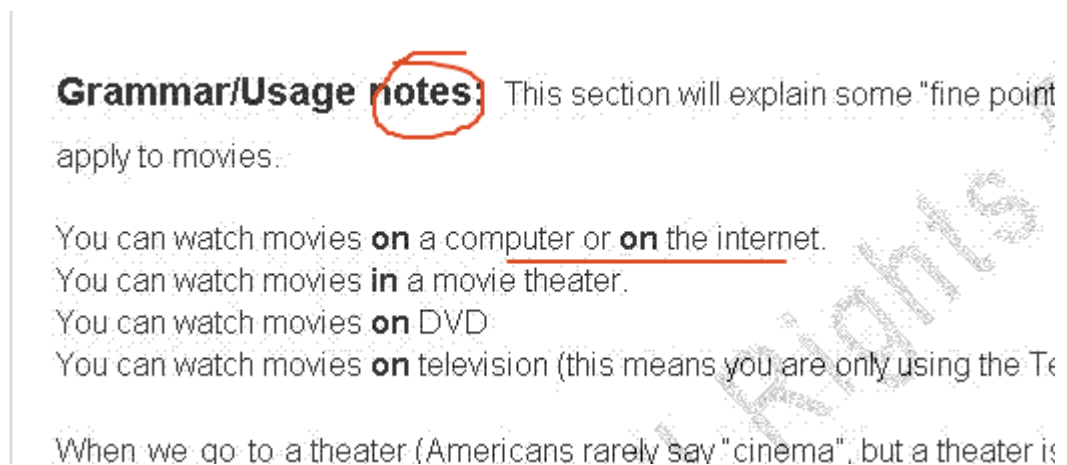 Grammar/Usage notes: This section will explain some "fine point
apply to movies.
You can watch movies on a computer or on the internet.
You can watch movies in a movie theater.
You can watch movies on DVD
You can watch movies on television (this means you are only using the Te
When we go to a theater (Americans rarely say "cinema", but a theater is
Rights